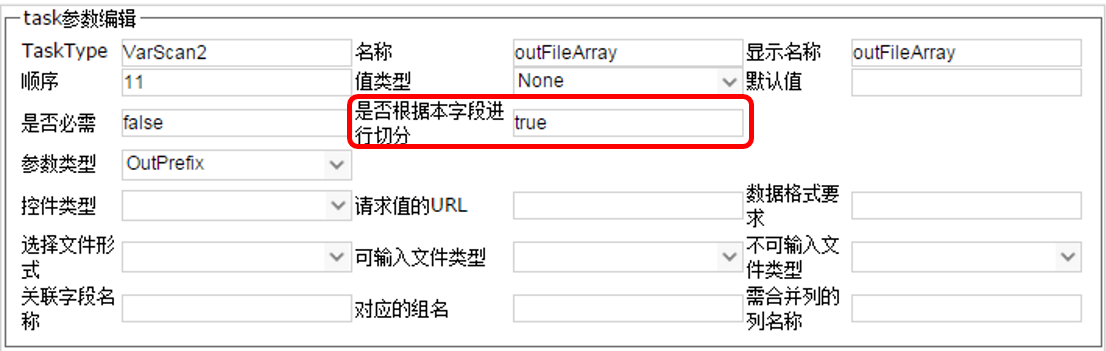 task参数编辑
TaskType VarScan2 名称 outFileArray 显示名称 outFileArray
顺序 11 值类型 None 默认值
是否必需 false 是否根据本字段进
行切分 true
参数类型 OutPrefix
控件类型 请求值的URL 数据格式要
求
选择文件形
式 可输入文件类型 不可输入文
件类型
关联字段名
称 对应的组名 需合并列的
列名称